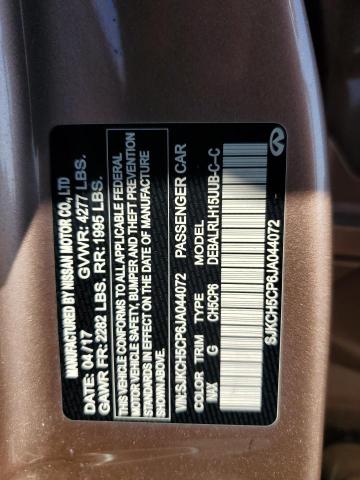 MANUFACTURED BY NISSAN MOTOR CO., LTD
DATE: 04/17 GVWR: 4277 LBS.
GAWR FR: 2282 LBS. RR: 1995 LBS.
THIS VEHICLE CONFORMS TO ALL APPLICABLE FEDERAL
MOTOR VEHICLE SAFETY, BUMPER AND THEFT PREVENTION
STANDARDS IN EFFECT ON THE DATE OF MANUFACTURE
SHOWN ABOVE.
VIN:SJKCH5CP6JA044072 PASSENGER CAR
COLOR TRIM TYPE MODEL
NAX G CH5CP6 DEBALRLH15UUB-C-C
SJKCH5CP6JA044072